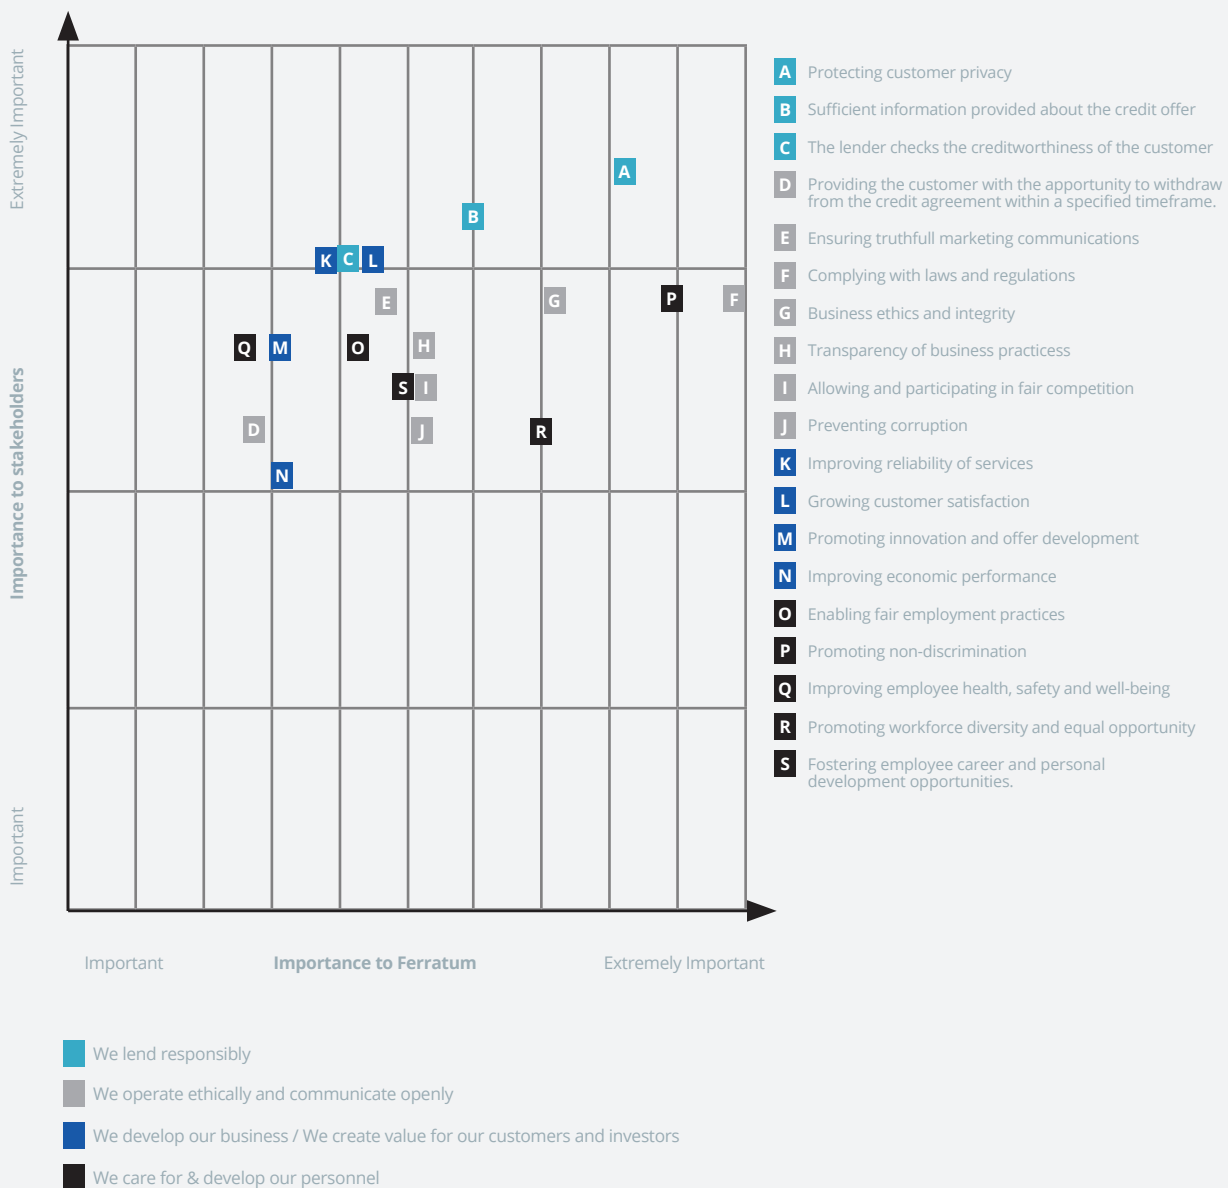 Extremely Important
Importance to stakeholders
Important
A
B
K C L
E
G
P
F
Q
M
O
H
S
I
D
J
R
N
Important
Importance to Ferratum
Extremely Important
A Protecting customer privacy
B Sufficient information provided about the credit offer
C The lender checks the creditworthiness of the customer
D Providing the customer with the apportunity to withdraw
from the credit agreement within a specified timeframe.
E Ensuring truthfull marketing communications
F Complying with laws and regulations
G Business ethics and integrity
H Transparency of business practicess
I Allowing and participating in fair competition
J Preventing corruption
K Improving reliability of services
L Growing customer satisfaction
M Promoting innovation and offer development
N Improving economic performance
O Enabling fair employment practices
P Promoting non-discrimination
Q Improving employee health, safety and well-being
R Promoting workforce diversity and equal opportunity
S Fostering employee career and personal
development opportunities.
We lend responsibly
We operate ethically and communicate openly
We develop our business / We create value for our customers and investors
We care for & develop our personnel